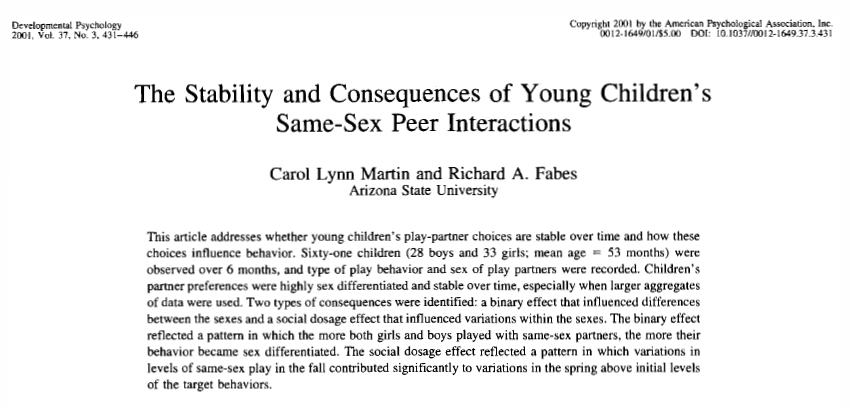 Developmental Psychology
2001, Vol. 37, No. 3, 431–446
Copyright 2001 by the American Psychological Association, Inc.
0012-1649/01/$5.00 DOI: 10.1037//0012-1649.37.3.431
The Stability and Consequences of Young Children's
Same-Sex Peer Interactions
Carol Lynn Martin and Richard A. Fabes
Arizona State University
This article addresses whether young children's play-partner choices are stable over time and how these
choices influence behavior. Sixty-one children (28 boys and 33 girls; mean age = 53 months) were
observed over 6 months, and type of play behavior and sex of play partners were recorded. Children's
partner preferences were highly sex differentiated and stable over time, especially when larger aggregates
of data were used. Two types of consequences were identified: a binary effect that influenced differences
between the sexes and a social dosage effect that influenced variations within the sexes. The binary effect
reflected a pattern in which the more both girls and boys played with same-sex partners, the more their
behavior became sex differentiated. The social dosage effect reflected a pattern in which variations in
levels of same-sex play in the fall contributed significantly to variations in the spring above initial levels
of the target behaviors.